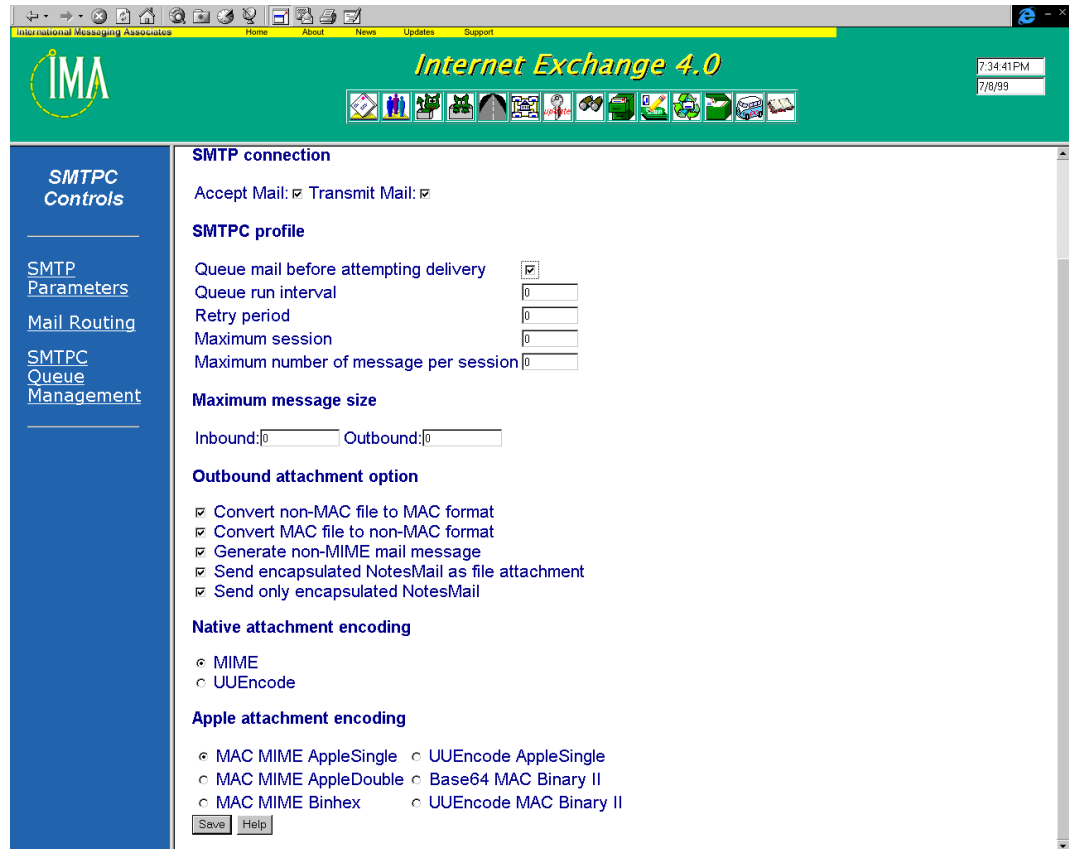 International Messaging Associates
Home About News Updates Support
IMA
Internet Exchange 4.0
7:34:41 PM
7/8/99
update
SMTPC
Controls
SMTP
Parameters
Mail Routing
SMTPC
Queue
Management
SMTP connection
Accept Mail: Transmit Mail:
SMTPC profile
Queue mail before attempting delivery
Queue run interval 0
Retry period 0
Maximum session 0
Maximum number of message per session 0
Maximum message size
Inbound: 0 Outbound: 0
Outbound attachment option
Convert non-MAC file to MAC format
Convert MAC file to non-MAC format
Generate non-MIME mail message
Send encapsulated NotesMail as file attachment
Send only encapsulated NotesMail
Native attachment encoding
MIME
UUEncode
Apple attachment encoding
MAC MIME AppleSingle UUEncode AppleSingle
MAC MIME AppleDouble Base64 MAC Binary II
MAC MIME Binhex UUEncode MAC Binary II
Save Help